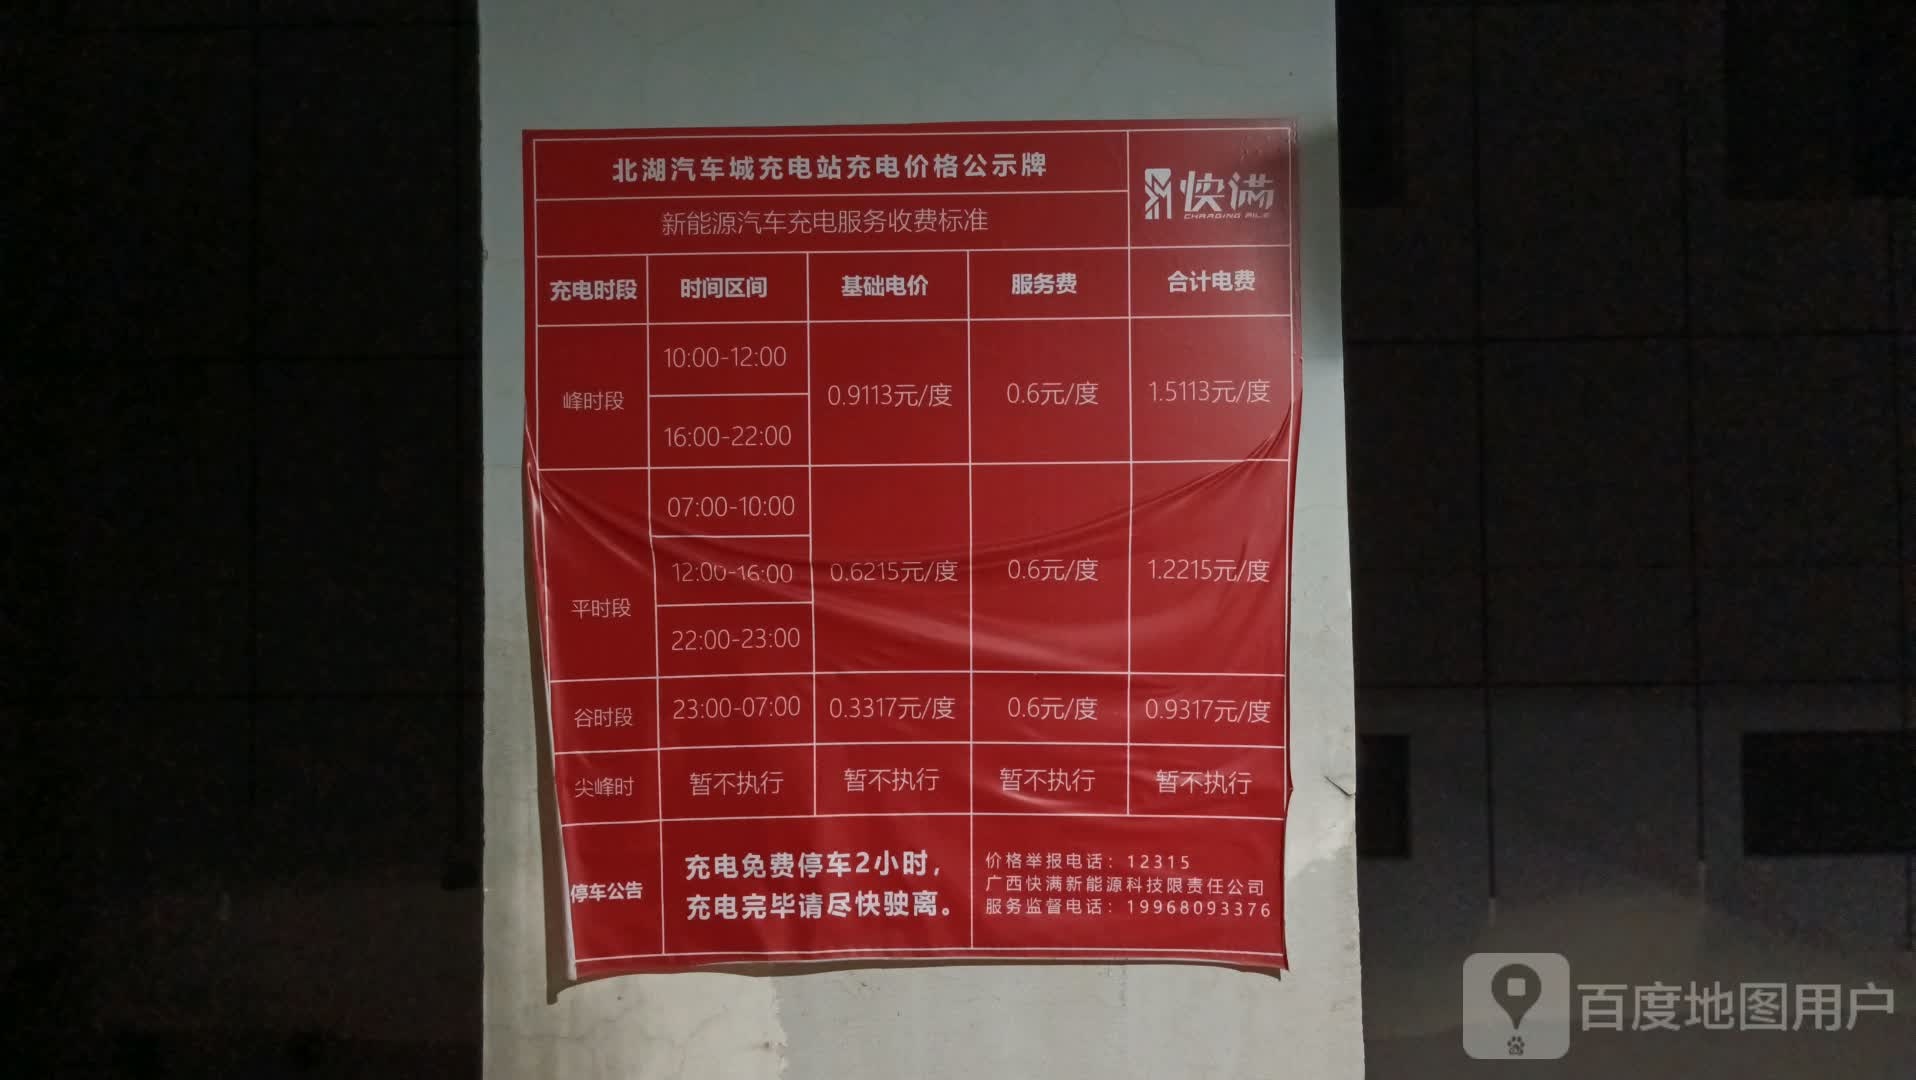 北湖汽车城充电站充电价格公示牌
快满
CHARGING PILE
新能源汽车充电服务收费标准
充电时段 时间区间 基础电价 服务费 合计电费
峰时段 10:00-12:00 0.9113元/度 0.6元/度 1.5113元/度
16:00-22:00
平时段 07:00-10:00
12:00-16:00 0.6215元/度 0.6元/度 1.2215元/度
22:00-23:00
谷时段 23:00-07:00 0.3317元/度 0.6元/度 0.9317元/度
尖峰时 暂不执行 暂不执行 暂不执行 暂不执行
停车公告
充电免费停车2小时，
充电完毕请尽快驶离。
价格举报电话：12315
广西快满新能源科技限责任公司
服务监督电话：19968093376
百度地图用户